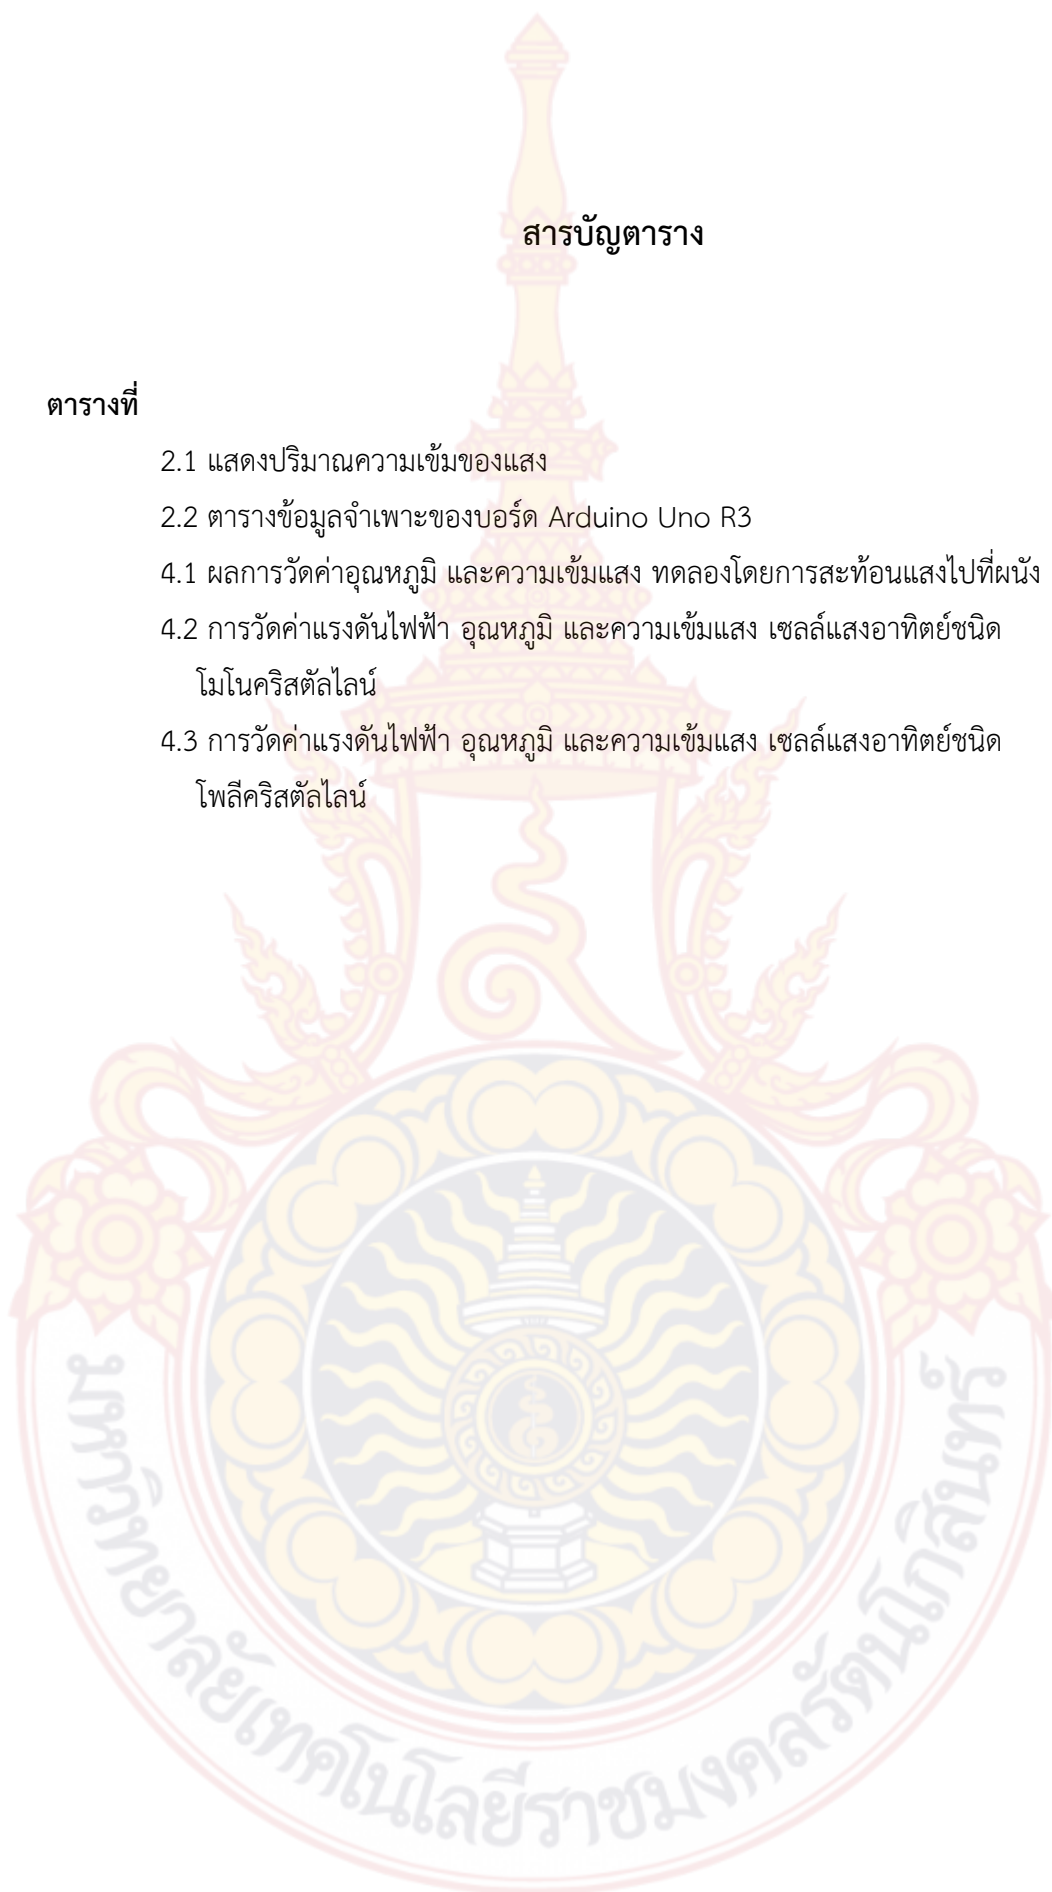 สารบัญตาราง
ตารางที่
2.1 แสดงปริมาณความเข้มของแสง
2.2 ตารางข้อมูลจำเพาะของบอร์ด Arduino Uno R3
4.1 ผลการวัดค่าอุณหภูมิ และความเข้มแสง ทดลองโดยการสะท้อนแสงไปที่ผนัง
4.2 การวัดค่าแรงดันไฟฟ้า อุณหภูมิ และความเข้มแสง เซลล์แสงอาทิตย์ชนิด
โมโนคริสตัลไลน์
4.3 การวัดค่าแรงดันไฟฟ้า อุณหภูมิ และความเข้มแสง เซลล์แสงอาทิตย์ชนิด
โพลีคริสตัลไลน์
มหาวิทยาลัยเทคโนโลยีราชมงคลรัตนโกสินทร์